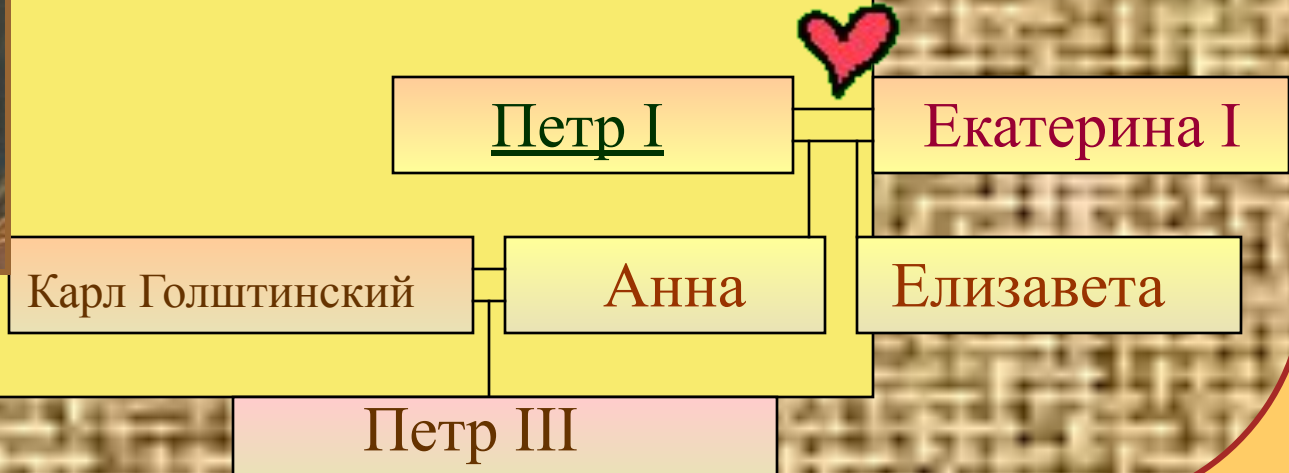 Петр I
Екатерина I
Карл Голштинский
Анна
Елизавета
Петр III